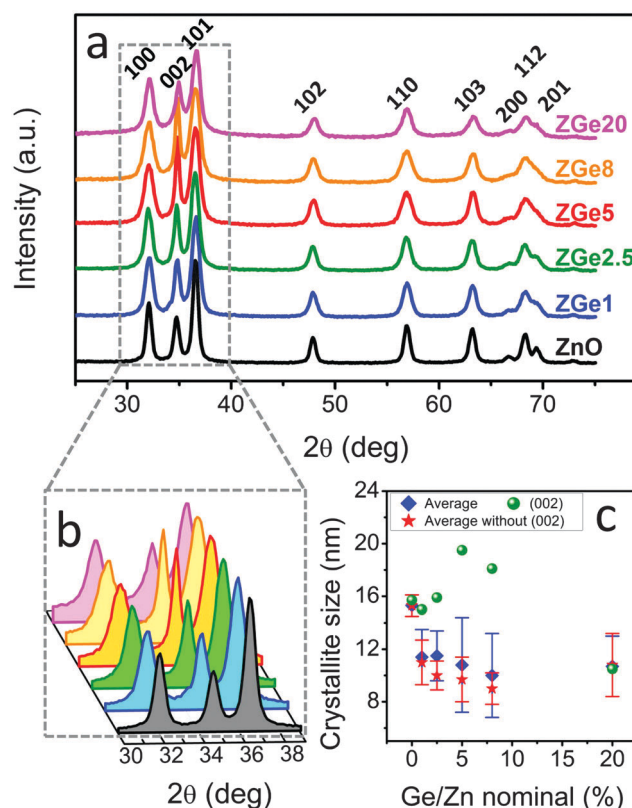 a
100
002
101
102
110
103
200
112
201
ZGe20
ZGe8
ZGe5
ZGe2.5
ZGe1
ZnO
Intensity (a.u.)
30 40 50 60 70
2θ (deg)
b
30 32 34 36 38
2θ (deg)
c
Average (002)
Average without (002)
Crystallite size (nm)
24
20
16
12
8
0 5 10 15 20
Ge/Zn nominal (%)